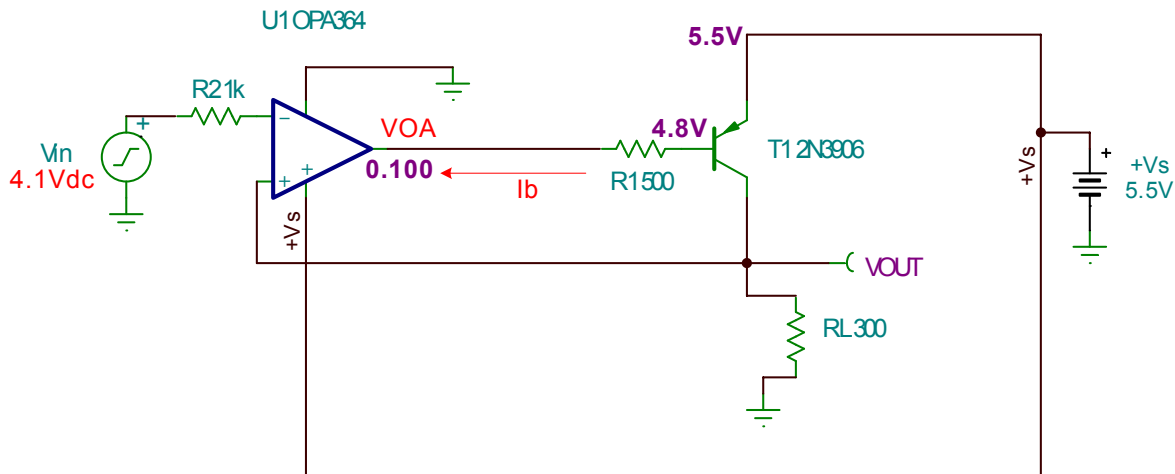 U1 OPA364
5.5V
R2 1k
VOA
4.8V
T1 2N3906
+
Vin
4.1Vdc
−
+
+
0.100
Ib
R1 500
+Vs
+Vs
+
+Vs
5.5V
VOUT
RL 300